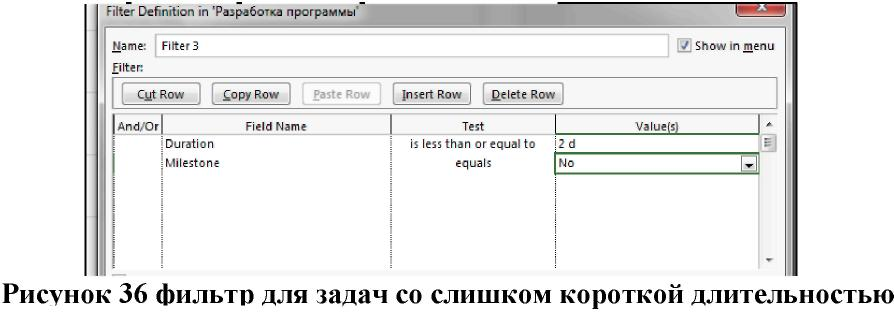 Filter Definition in 'Разработка программы'
Name: Filter 3 Show in menu
Filter:
Cut Row Copy Row Paste Row Insert Row Delete Row
And/Or Field Name Test Value(s)
Duration is less than or equal to 2 d
Milestone equals No
Рисунок 36 фильтр для задач со слишком короткой длительностью